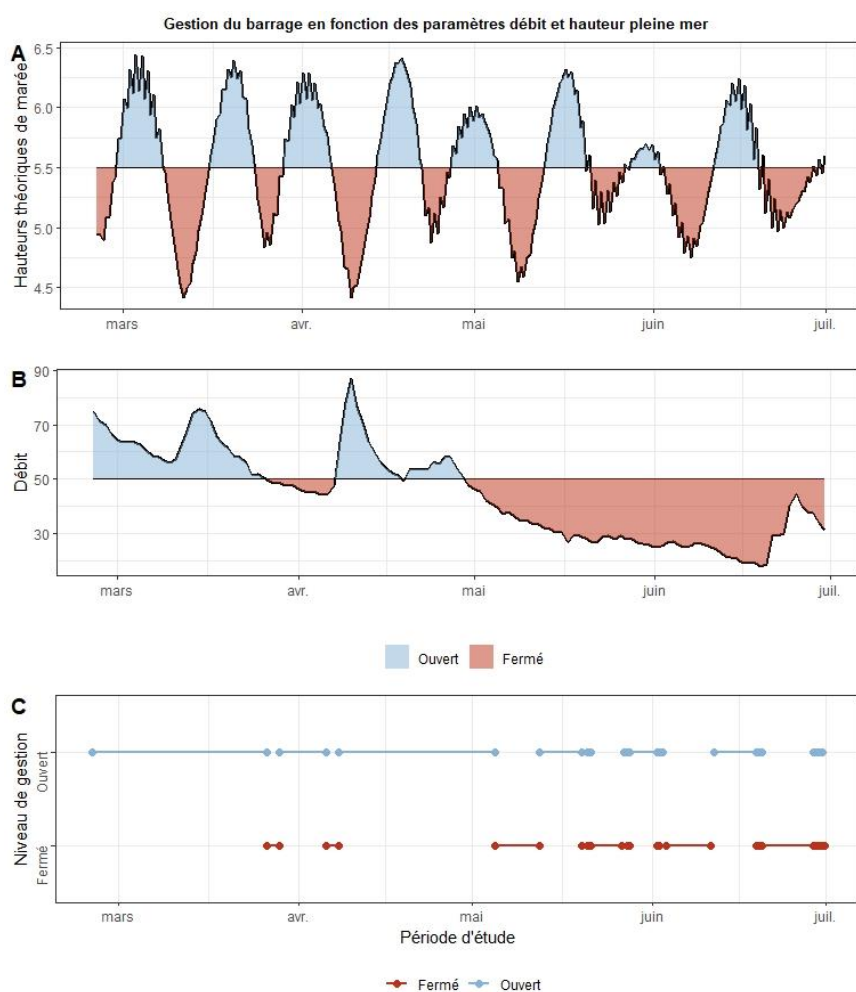 Gestion du barrage en fonction des paramètres débit et hauteur pleine mer
A
Hauteurs théoriques de marée
6.5
6.0
5.5
5.0
4.5
mars avr. mai juin juil.
B
Débit
90
70
50
30
mars avr. mai juin juil.
Ouvert Fermé
C
Niveau de gestion
Ouvert
Fermé
mars avr. mai juin juil.
Période d'étude
Fermé Ouvert